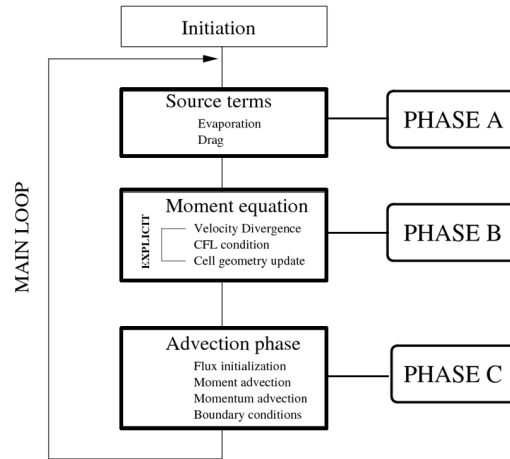 Initiation
Source terms
Evaporation
Drag
PHASE A
Moment equation
EXPLICIT
Velocity Divergence
CFL condition
Cell geometry update
PHASE B
MAIN LOOP
Advection phase
Flux initialization
Moment advection
Momentum advection
Boundary conditions
PHASE C